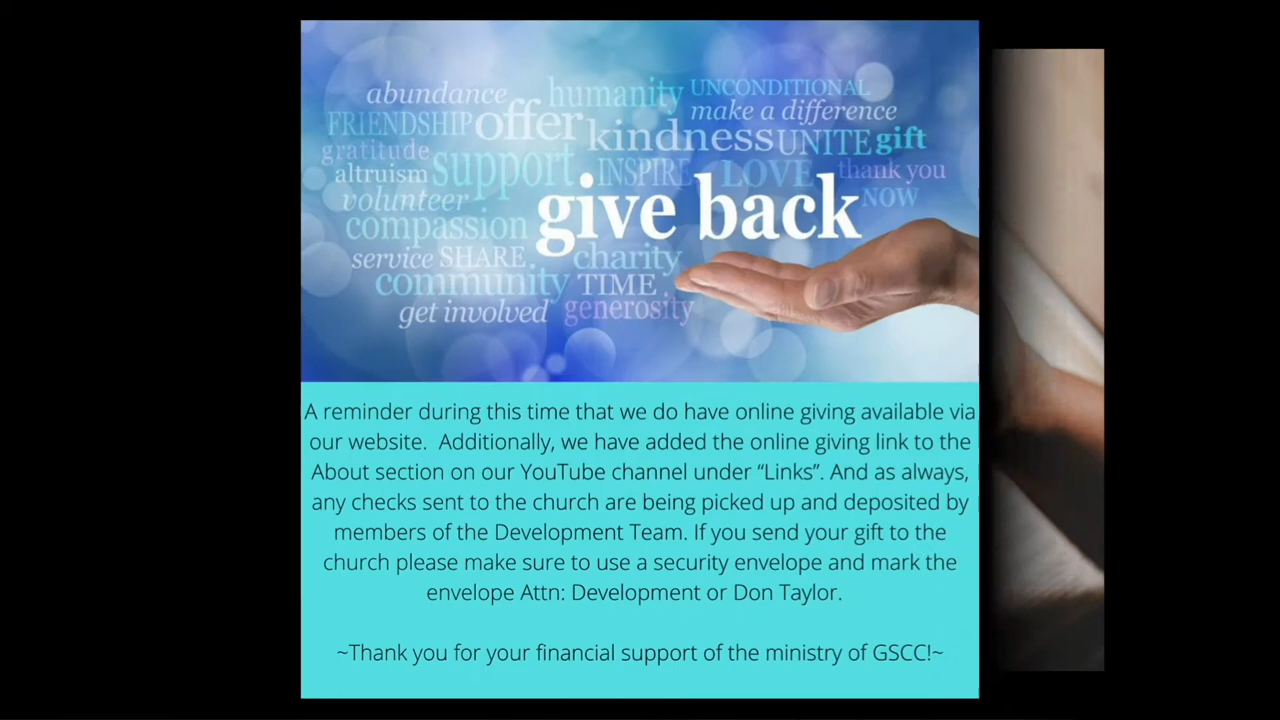 abundance humanity UNCONDITIONAL
FRIENDSHIP offer make a difference
gratitude kindness UNITE gift
altruism support INSPIRE LOVE thank you
volunteer give back NOW
compassion
service SHARE charity
community TIME
get involved generosity
A reminder during this time that we do have online giving available via
our website.  Additionally, we have added the online giving link to the
About section on our YouTube channel under “Links”. And as always,
any checks sent to the church are being picked up and deposited by
members of the Development Team. If you send your gift to the
church please make sure to use a security envelope and mark the
envelope Attn: Development or Don Taylor.
~Thank you for your financial support of the ministry of GSCC!~